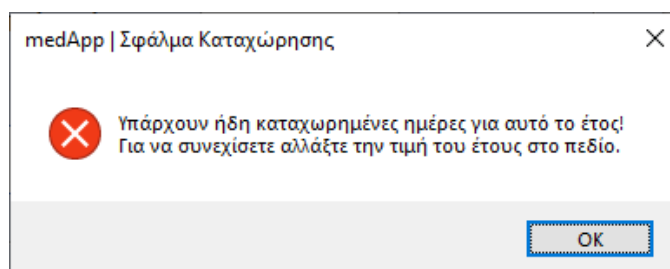 medApp | Σφάλμα Καταχώρησης
Υπάρχουν ήδη καταχωρημένες ημέρες για αυτό το έτος!
Για να συνεχίσετε αλλάξτε την τιμή του έτους στο πεδίο.
OK